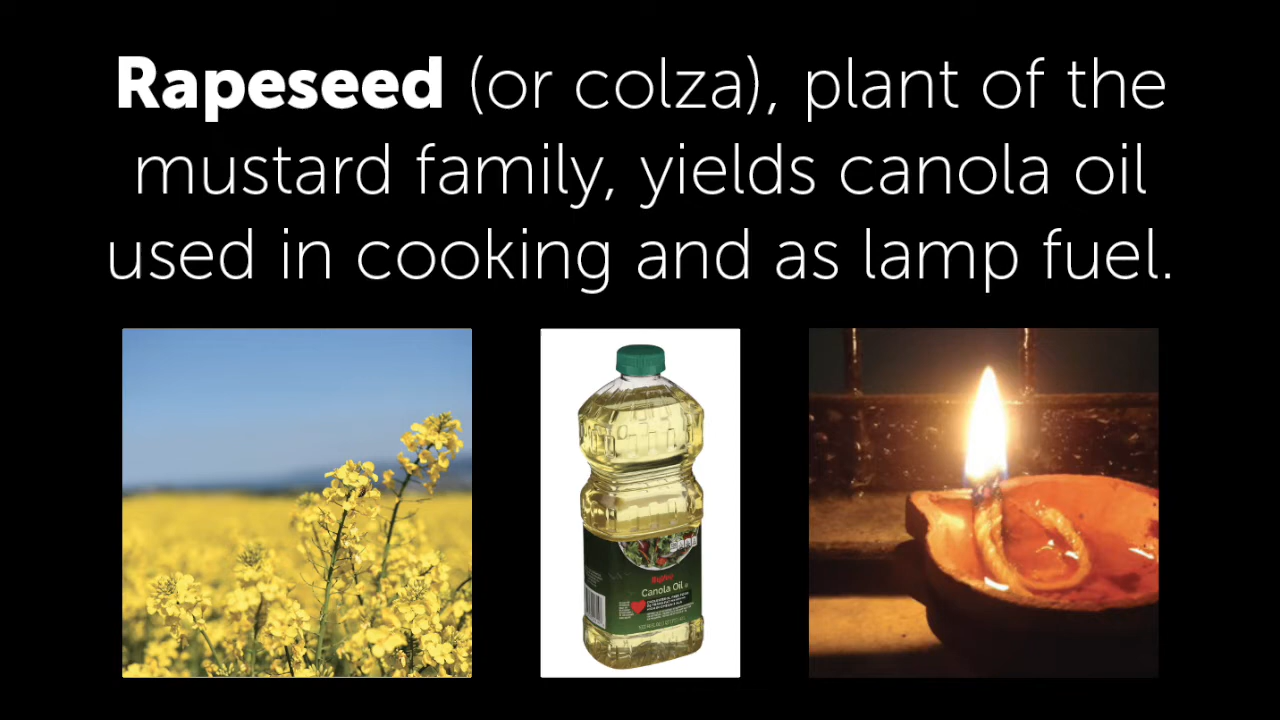 Rapeseed (or colza), plant of the
mustard family, yields canola oil
used in cooking and as lamp fuel.
HyVee
Canola Oil